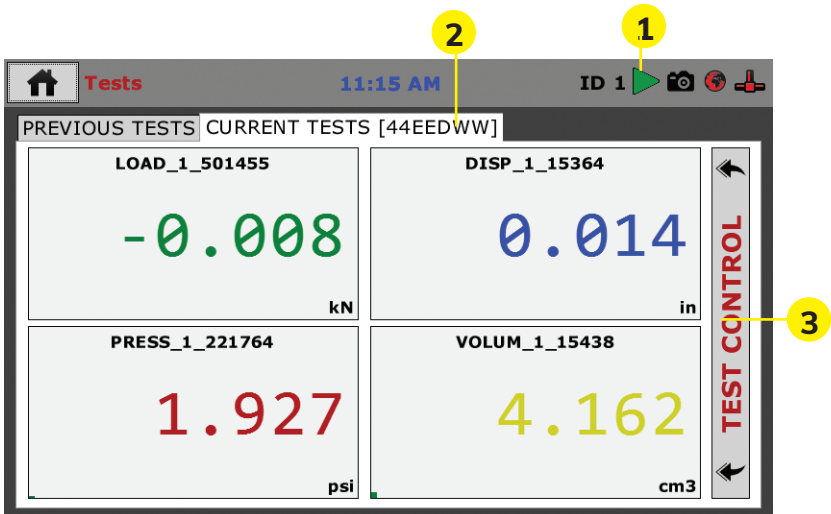 2
1
Tests
11:15 AM
ID 1
PREVIOUS TESTS
CURRENT TESTS [44EEDWW]
LOAD_1_501455
-0.008
kN
DISP_1_15364
0.014
in
PRESS_1_221764
1.927
psi
VOLUM_1_15438
4.162
cm3
TEST CONTROL
3